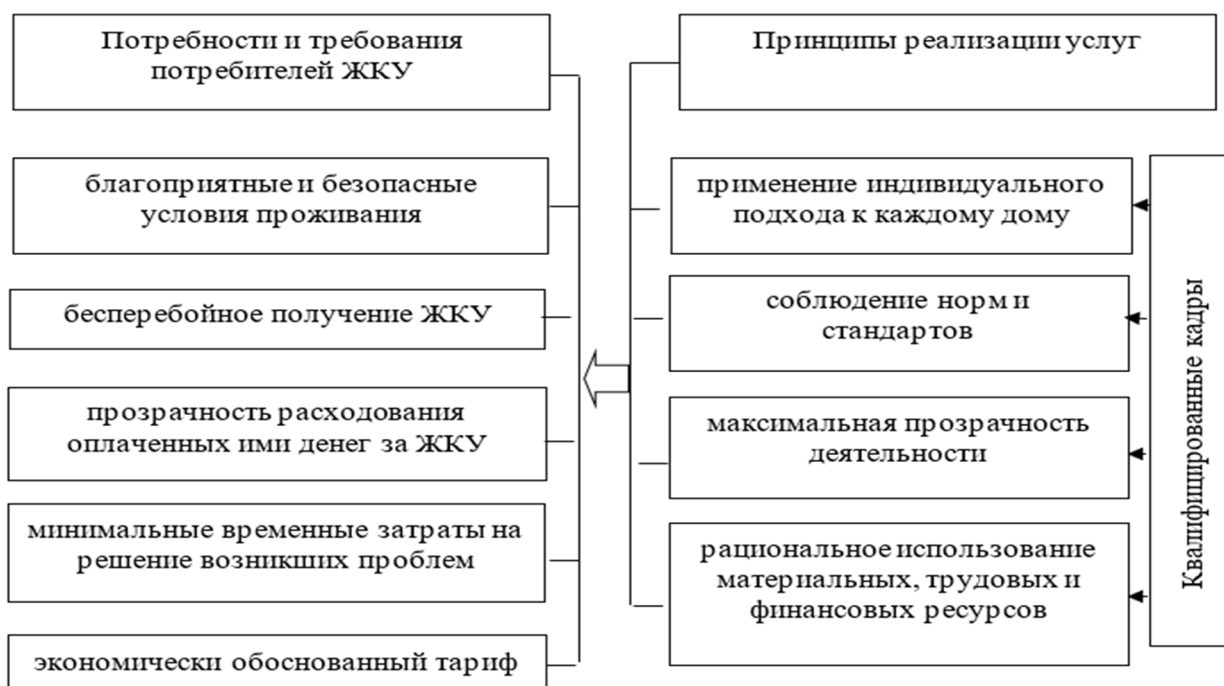 Потребности и требования
потребителей ЖКУ
благоприятные и безопасные
условия проживания
бесперебойное получение ЖКУ
прозрачность расходования
оплаченных ими денег за ЖКУ
минимальные временные затраты на
решение возникших проблем
экономически обоснованный тариф
Принципы реализации услуг
применение индивидуального
подхода к каждому дому
соблюдение норм и
стандартов
максимальная прозрачность
деятельности
рациональное использование
материальных, трудовых и
финансовых ресурсов
Квалифицированные кадры